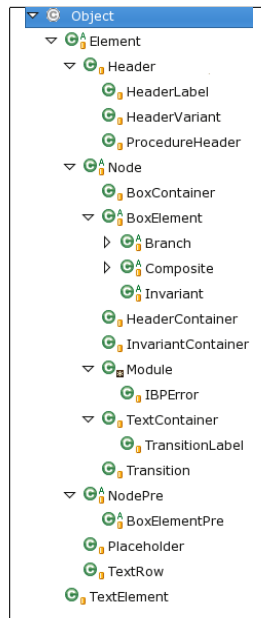 Object
Element
Header
HeaderLabel
HeaderVariant
ProcedureHeader
Node
BoxContainer
BoxElement
Branch
Composite
Invariant
HeaderContainer
InvariantContainer
Module
IBPError
TextContainer
TransitionLabel
Transition
NodePre
BoxElementPre
Placeholder
TextRow
TextElement